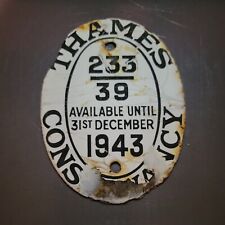 THAMES
233
39
AVAILABLE UNTIL
31ST DECEMBER
1943